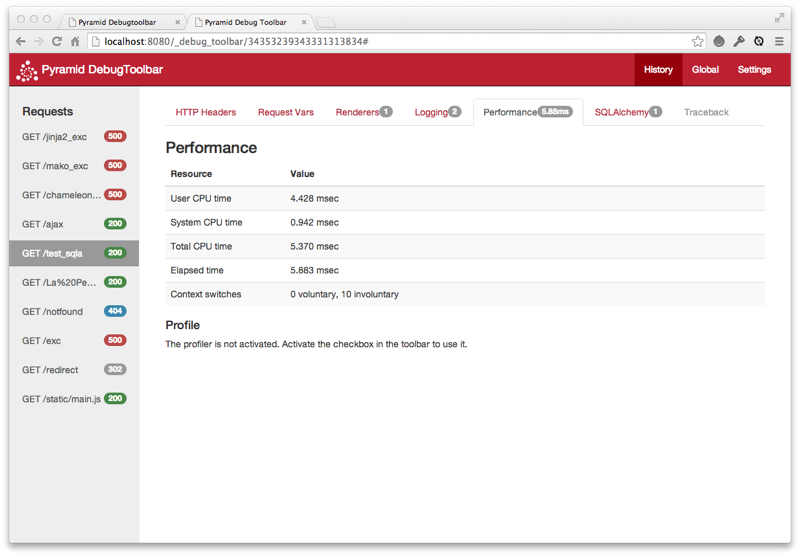 Pyramid Debugtoolbar
Pyramid Debug Toolbar
localhost:8080/_debug_toolbar/34353239343331313834#
Pyramid DebugToolbar
History
Global
Settings
Requests
GET /jinja2_exc 500
GET /mako_exc 500
GET /chameleon... 500
GET /ajax 200
GET /test_sqla 200
GET /La%20Pe... 200
GET /notfound 404
GET /exc 500
GET /redirect 302
GET /static/main.js 200
HTTP Headers
Request Vars
Renderers 1
Logging 2
Performance 5.88ms
SQLAlchemy 1
Traceback
Performance
Resource Value
User CPU time 4.428 msec
System CPU time 0.942 msec
Total CPU time 5.370 msec
Elapsed time 5.883 msec
Context switches 0 voluntary, 10 involuntary
Profile
The profiler is not activated. Activate the checkbox in the toolbar to use it.